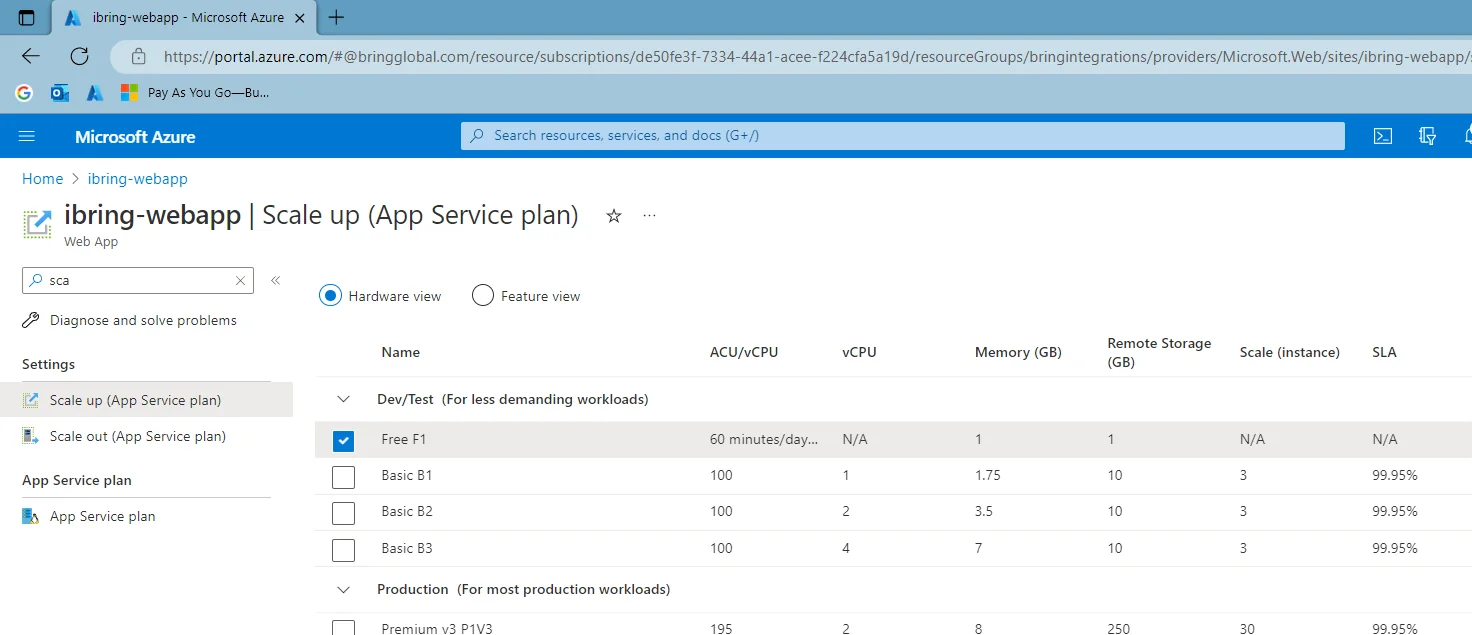 ibring-webapp - Microsoft Azure
https://portal.azure.com/#@bringglobal.com/resource/subscriptions/de50fe3f-7334-44a1-acee-f224cfa5a19d/resourceGroups/bringintegrations/providers/Microsoft.Web/sites/ibring-webapp/
Pay As You Go—Bu...
Microsoft Azure
Search resources, services, and docs (G+/)
Home > ibring-webapp
ibring-webapp | Scale up (App Service plan)
Web App
sca
Diagnose and solve problems
Settings
Scale up (App Service plan)
Scale out (App Service plan)
App Service plan
App Service plan
Hardware view Feature view
Name ACU/vCPU vCPU Memory (GB) Remote Storage (GB) Scale (instance) SLA
Dev/Test (For less demanding workloads)
Free F1 60 minutes/day... N/A 1 1 N/A N/A
Basic B1 100 1 1.75 10 3 99.95%
Basic B2 100 2 3.5 10 3 99.95%
Basic B3 100 4 7 10 3 99.95%
Production (For most production workloads)
Premium v3 P1V3 195 2 8 250 30 99.95%